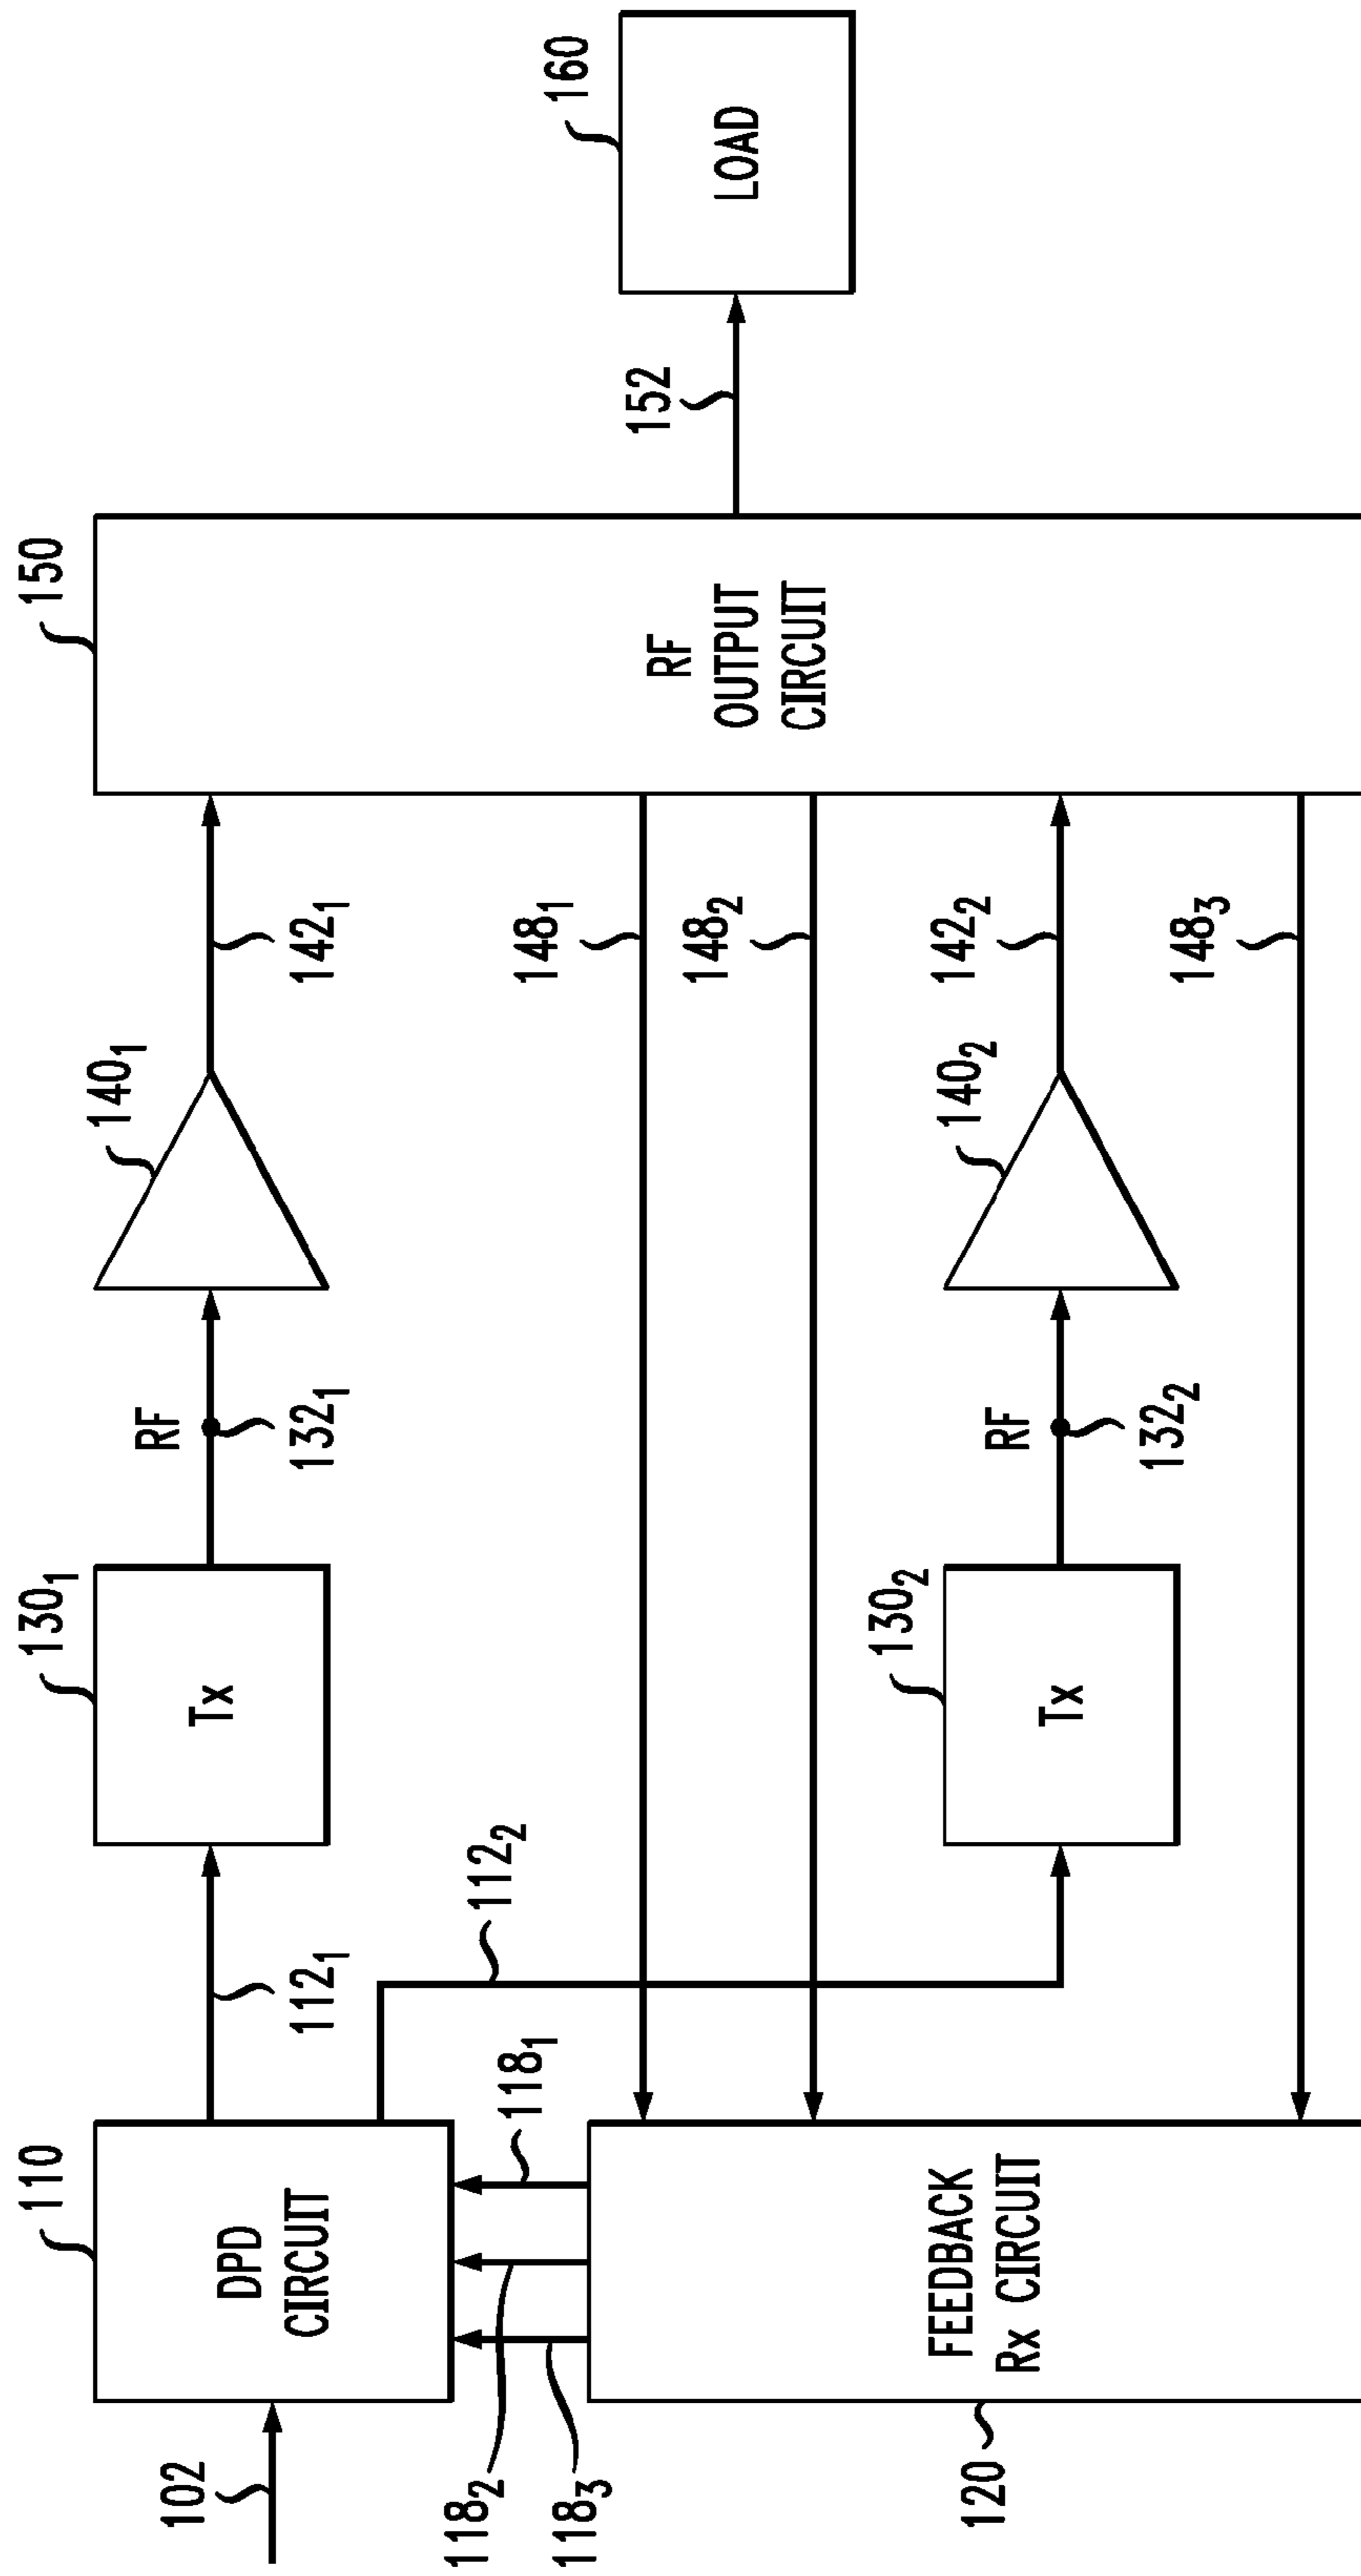 102
110
DPD
CIRCUIT
112₁
112₂
118₁
118₂
118₃
120
FEEDBACK
Rx CIRCUIT
130₁
Tx
RF
132₁
140₁
142₁
148₁
148₂
130₂
Tx
RF
132₂
140₂
142₂
148₃
150
RF
OUTPUT
CIRCUIT
152
160
LOAD